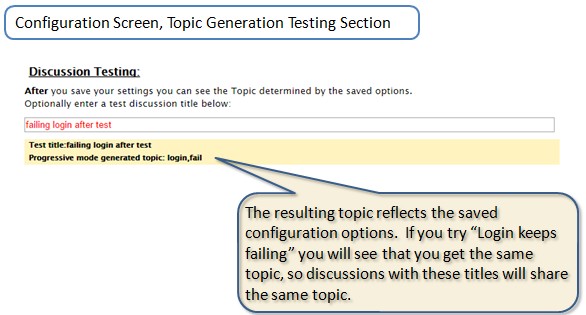 Configuration Screen, Topic Generation Testing Section
Discussion Testing:
After you save your settings you can see the Topic determined by the saved options.
Optionally enter a test discussion title below:
failing login after test
Test title:failing login after test
Progressive mode generated topic: login,fail
The resulting topic reflects the saved
configuration options.  If you try “Login keeps
failing” you will see that you get the same
topic, so discussions with these titles will share
the same topic.